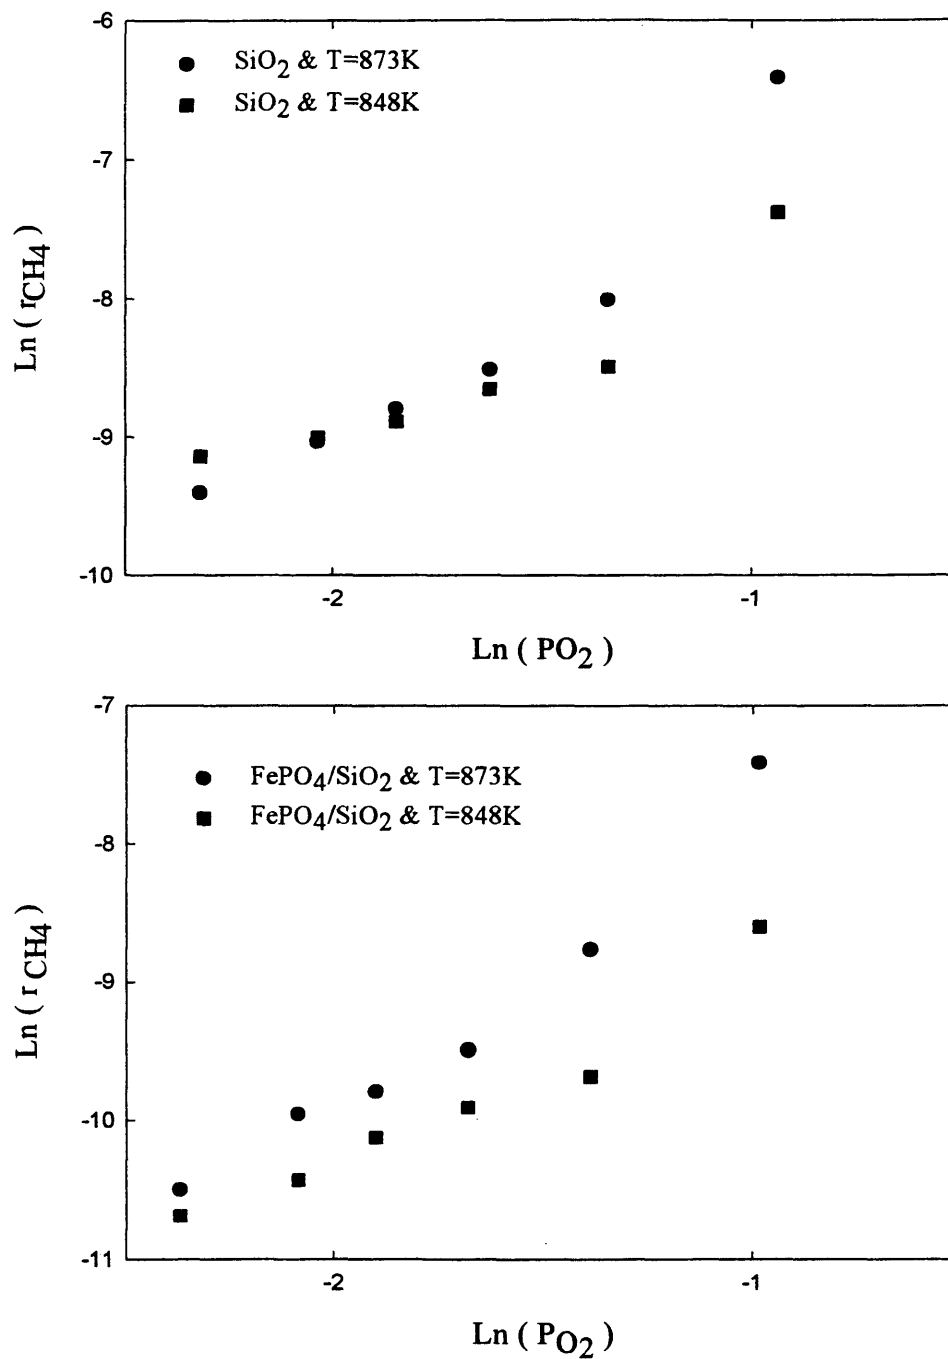 -6
SiO2 & T=873K
SiO2 & T=848K
-7
-8
-9
-10
Ln ( rCH4 )
-2 -1
Ln ( PO2 )
-7
FePO4/SiO2 & T=873K
FePO4/SiO2 & T=848K
-8
-9
-10
-11
Ln ( rCH4 )
-2 -1
Ln ( PO2 )